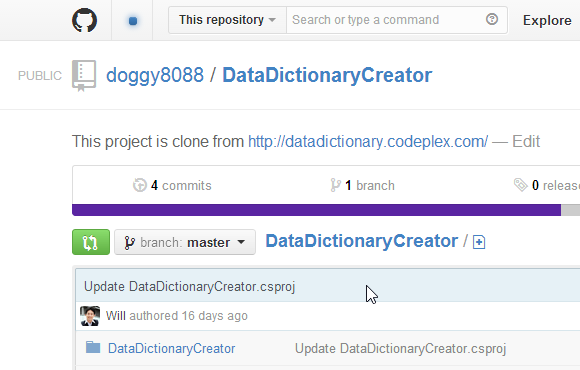 This repository Search or type a command Explore
PUBLIC doggy8088 / DataDictionaryCreator
This project is clone from http://datadictionary.codeplex.com/ — Edit
4 commits 1 branch 0 release
branch: master DataDictionaryCreator /
Update DataDictionaryCreator.csproj
Will authored 16 days ago
DataDictionaryCreator Update DataDictionaryCreator.csproj